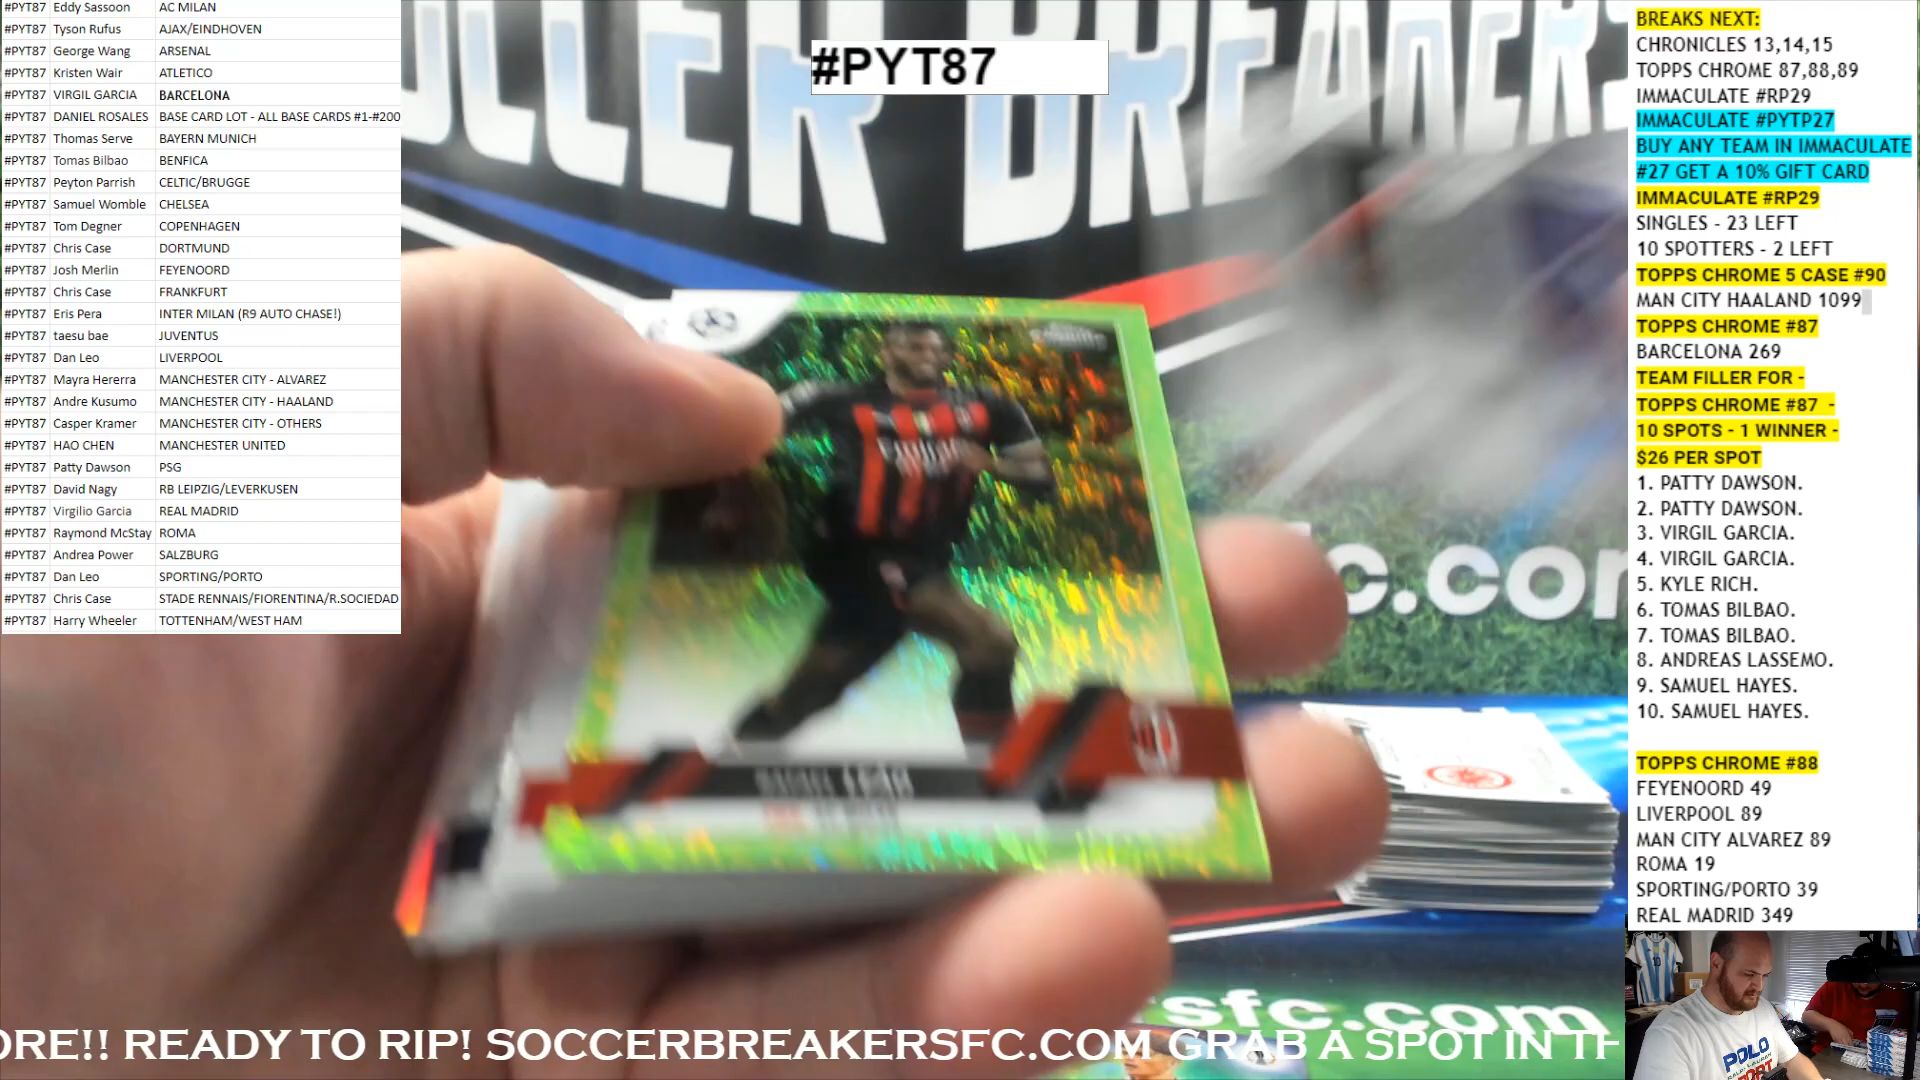 #PYT87 Eddy Sassoon AC MILAN
#PYT87 Tyson Rufus AJAX/EINDHOVEN
#PYT87 George Wang ARSENAL
#PYT87 Kristen Wair ATLETICO
#PYT87 VIRGIL GARCIA BARCELONA
#PYT87 DANIEL ROSALES BASE CARD LOT - ALL BASE CARDS #1-#200
#PYT87 Thomas Serve BAYERN MUNICH
#PYT87 Tomas Bilbao BENFICA
#PYT87 Peyton Parrish CELTIC/BRUGGE
#PYT87 Samuel Womble CHELSEA
#PYT87 Tom Degner COPENHAGEN
#PYT87 Chris Case DORTMUND
#PYT87 Josh Merlin FEYENOORD
#PYT87 Chris Case FRANKFURT
#PYT87 Eris Pera INTER MILAN (R9 AUTO CHASE!)
#PYT87 taesu bae JUVENTUS
#PYT87 Dan Leo LIVERPOOL
#PYT87 Mayra Hererra MANCHESTER CITY - ALVAREZ
#PYT87 Andre Kusumo MANCHESTER CITY - HAALAND
#PYT87 Casper Kramer MANCHESTER CITY - OTHERS
#PYT87 HAO CHEN MANCHESTER UNITED
#PYT87 Patty Dawson PSG
#PYT87 David Nagy RB LEIPZIG/LEVERKUSEN
#PYT87 Virgilio Garcia REAL MADRID
#PYT87 Raymond McStay ROMA
#PYT87 Andrea Power SALZBURG
#PYT87 Dan Leo SPORTING/PORTO
#PYT87 Chris Case STADE RENNAIS/FIORENTINA/R.SOCIEDAD
#PYT87 Harry Wheeler TOTTENHAM/WEST HAM
#PYT87
SOCCER BREAKERS
c.com
rsfc.com
ORE!! READY TO RIP! SOCCERBREAKERSFC.COM GRAB A SPOT IN TH
BREAKS NEXT:
CHRONICLES 13,14,15
TOPPS CHROME 87,88,89
IMMACULATE #RP29
IMMACULATE #PYTP27
BUY ANY TEAM IN IMMACULATE
#27 GET A 10% GIFT CARD
IMMACULATE #RP29
SINGLES - 23 LEFT
10 SPOTTERS - 2 LEFT
TOPPS CHROME 5 CASE #90
MAN CITY HAALAND 1099
TOPPS CHROME #87
BARCELONA 269
TEAM FILLER FOR -
TOPPS CHROME #87 -
10 SPOTS - 1 WINNER -
$26 PER SPOT
1. PATTY DAWSON.
2. PATTY DAWSON.
3. VIRGIL GARCIA.
4. VIRGIL GARCIA.
5. KYLE RICH.
6. TOMAS BILBAO.
7. TOMAS BILBAO.
8. ANDREAS LASSEMO.
9. SAMUEL HAYES.
10. SAMUEL HAYES.
TOPPS CHROME #88
FEYENOORD 49
LIVERPOOL 89
MAN CITY ALVAREZ 89
ROMA 19
SPORTING/PORTO 39
REAL MADRID 349
POLO